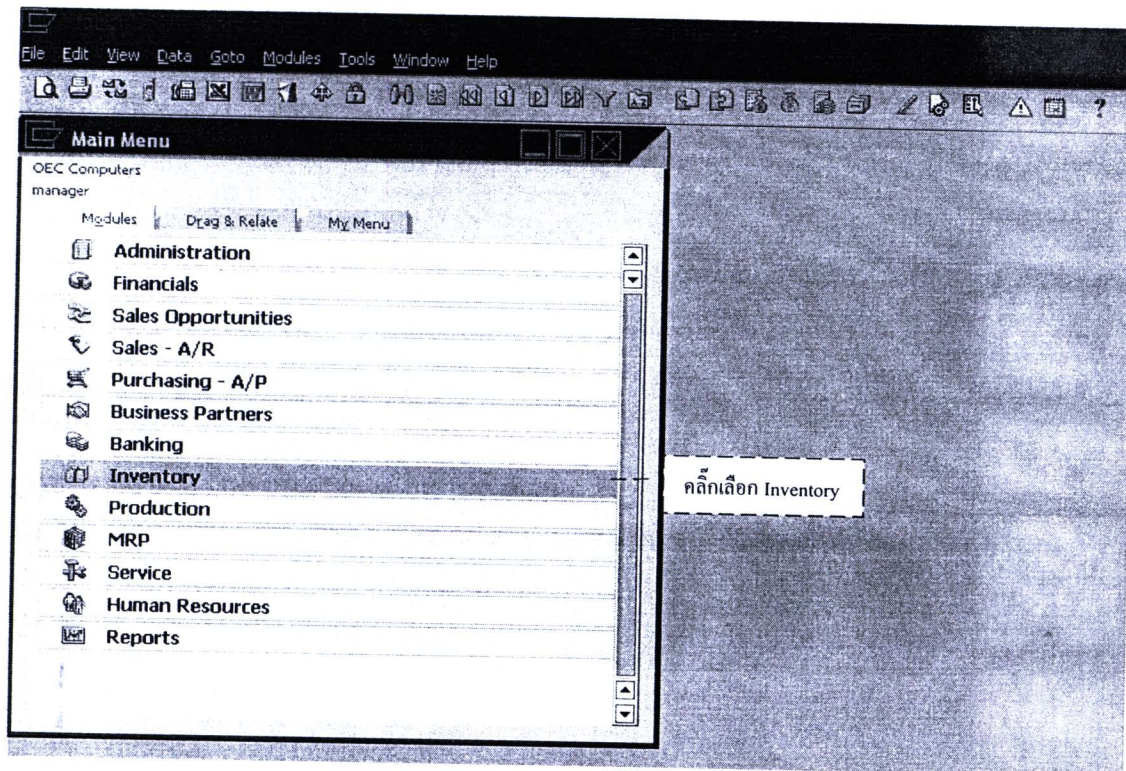 File Edit View Data Goto Modules Tools Window Help
Main Menu
OEC Computers
manager
Modules Drag & Relate My Menu
Administration
Financials
Sales Opportunities
Sales - A/R
Purchasing - A/P
Business Partners
Banking
Inventory
คลิ๊กเลือก Inventory
Production
MRP
Service
Human Resources
Reports